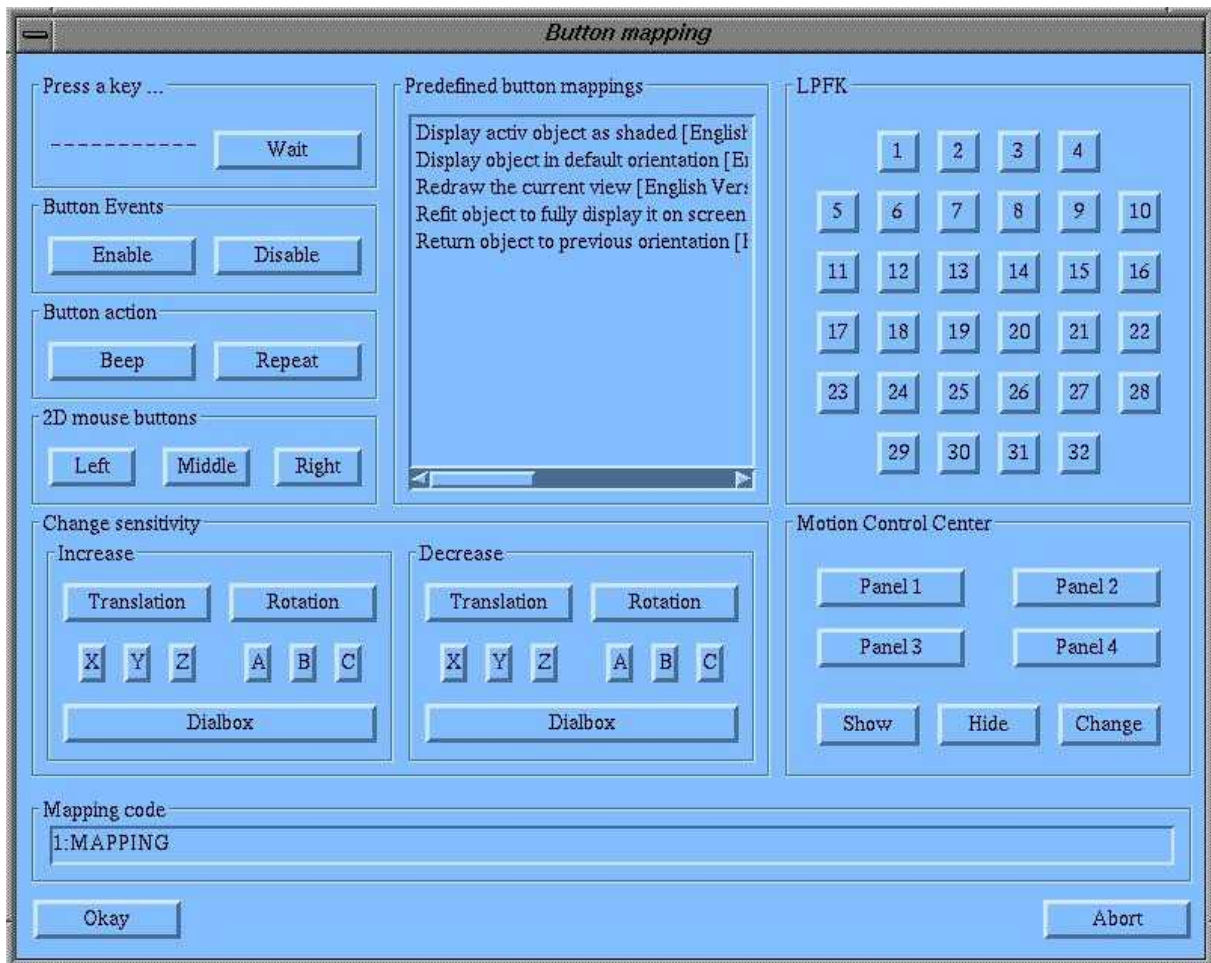 Button mapping
Press a key ...
-----------
Wait
Button Events
Enable Disable
Button action
Beep Repeat
2D mouse buttons
Left Middle Right
Predefined button mappings
Display activ object as shaded [English
Display object in default orientation [
Redraw the current view [English Vers
Refit object to fully display it on screen
Return object to previous orientation [
LPFK
1 2 3 4
5 6 7 8 9 10
11 12 13 14 15 16
17 18 19 20 21 22
23 24 25 26 27 28
29 30 31 32
Change sensitivity
Increase
Translation Rotation
X Y Z A B C
Dialbox
Decrease
Translation Rotation
X Y Z A B C
Dialbox
Motion Control Center
Panel 1 Panel 2
Panel 3 Panel 4
Show Hide Change
Mapping code
1:MAPPING
Okay Abort